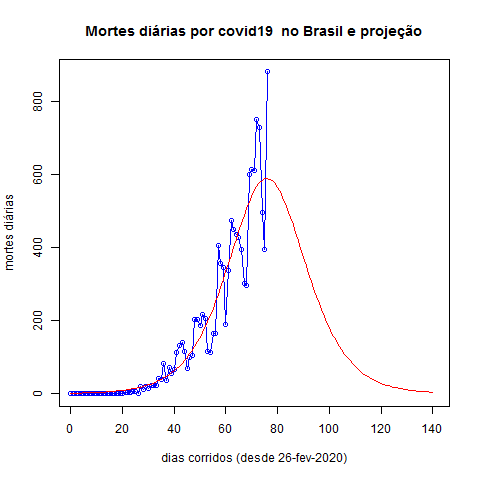 Mortes diárias por covid19 no Brasil e projeção
mortes diárias
800
600
400
200
0
0 20 40 60 80 100 120 140
dias corridos (desde 26-fev-2020)